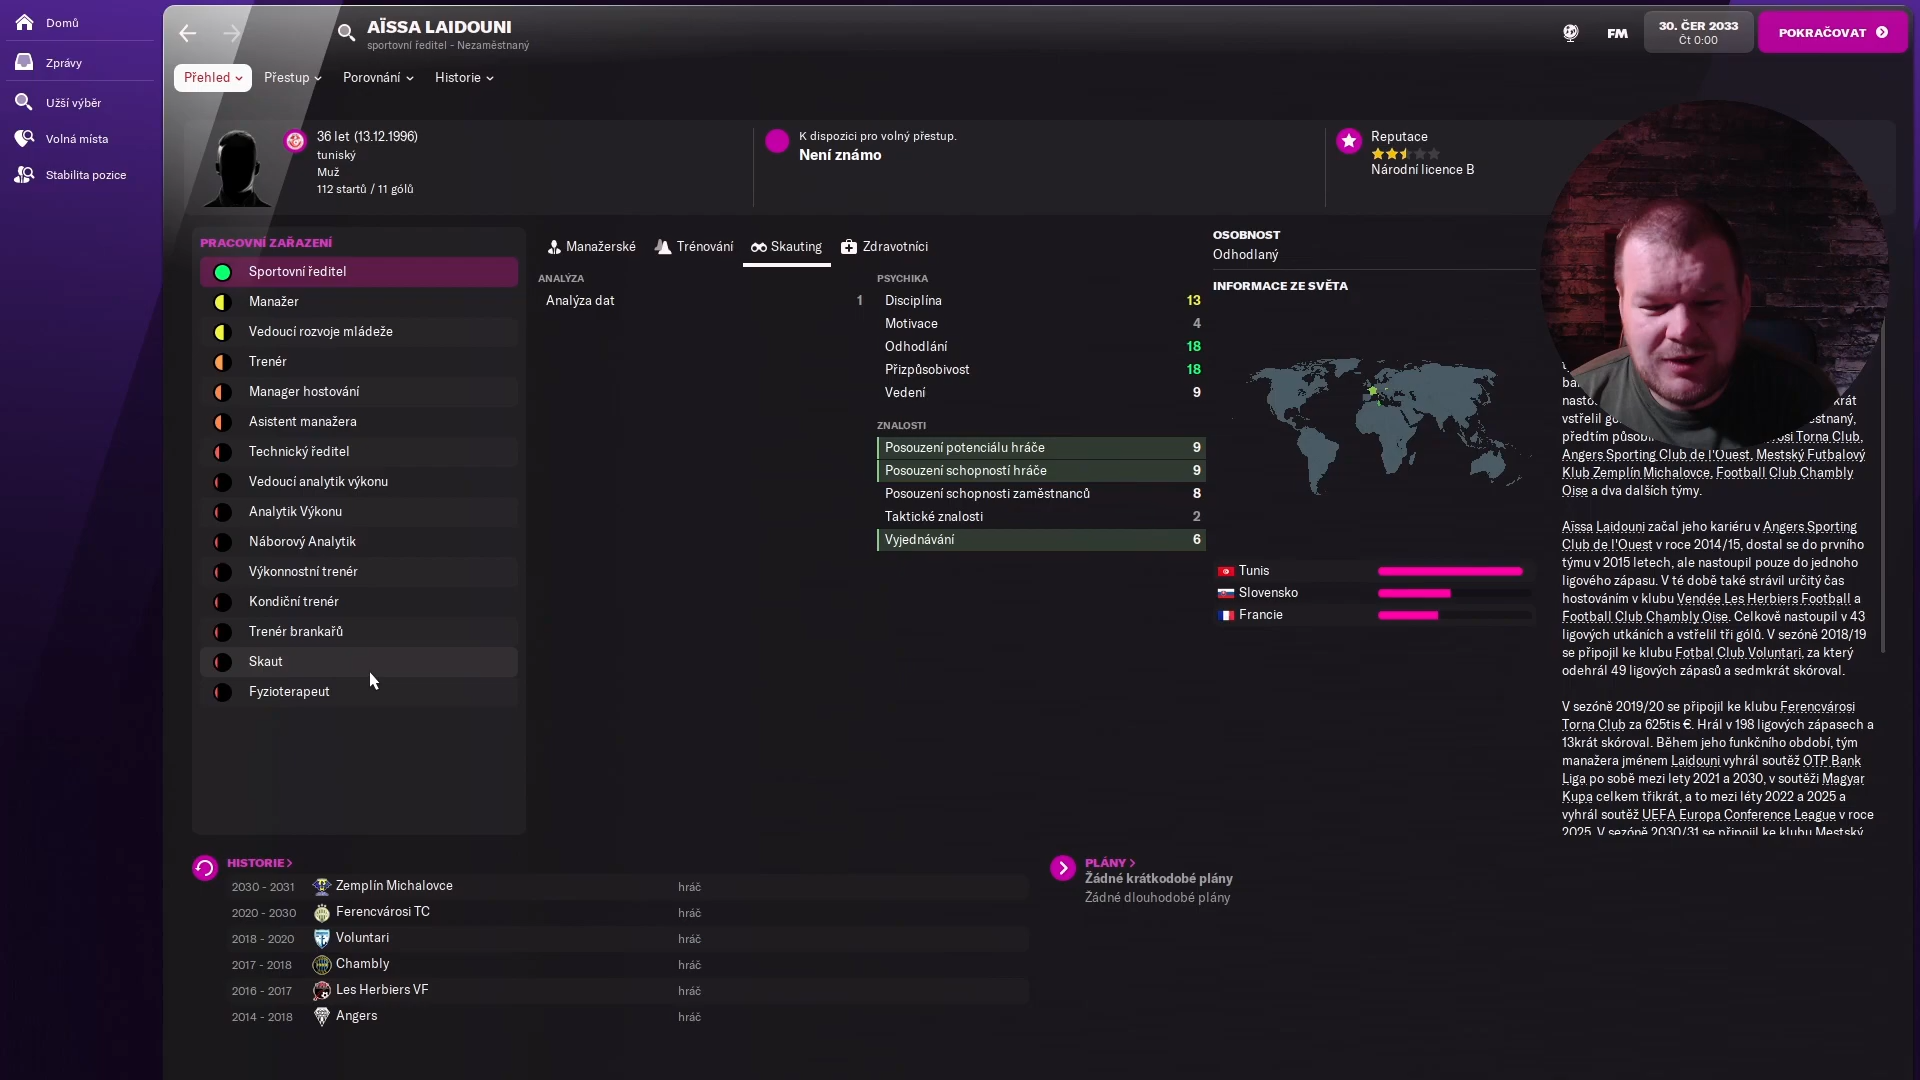 Domů
Zprávy
Užší výběr
Volná místa
Stabilita pozice
AÏSSA LAIDOUNI
sportovní ředitel - Nezaměstnaný
FM
30. ČER 2033
Čt 0:00
POKRAČOVAT
Přehled
Přestup
Porovnání
Historie
36 let (13.12.1996)
tuniský
Muž
112 startů / 11 gólů
K dispozici pro volný přestup.
Není známo
Reputace
Národní licence B
PRACOVNÍ ZAŘAZENÍ
Sportovní ředitel
Manažer
Vedoucí rozvoje mládeže
Trenér
Manager hostování
Asistent manažera
Technický ředitel
Vedoucí analytik výkonu
Analytik Výkonu
Náborový Analytik
Výkonnostní trenér
Kondiční trenér
Trenér brankařů
Skaut
Fyzioterapeut
Manažerské
Trénování
Skauting
Zdravotníci
ANALÝZA
Analýza dat 1
PSYCHIKA
Disciplína 13
Motivace 4
Odhodlání 18
Přizpůsobivost 18
Vedení 9
ZNALOSTI
Posouzení potenciálu hráče 9
Posouzení schopností hráče 9
Posouzení schopnosti zaměstnanců 8
Taktické znalosti 2
Vyjednávání 6
OSOBNOST
Odhodlaný
INFORMACE ZE SVĚTA
Tunis
Slovensko
Francie
vstřelil
předtím Torna Club,
Angers Sporting Club de l'Ouest, Mestský Futbalový
Klub Zemplín Michalovce, Football Club Chambly
Oise a dva dalších týmy.
Aïssa Laidouni začal jeho kariéru v Angers Sporting
Club de l'Ouest v roce 2014/15, dostal se do prvního
týmu v 2015 letech, ale nastoupil pouze do jednoho
ligového zápasu. V té době také strávil určitý čas
hostováním v klubu Vendée Les Herbiers Football a
Football Club Chambly Oise. Celkově nastoupil v 43
ligových utkáních a vstřelil tři gólů. V sezóně 2018/19
se připojil ke klubu Fotbal Club Voluntari, za který
odehrál 49 ligových zápasů a sedmkrát skóroval.
V sezóně 2019/20 se připojil ke klubu Ferencvárosi
Torna Club za 625tis €. Hrál v 198 ligových zápasech a
13krát skóroval. Během jeho funkčního období, tým
manažera jménem Laidouni vyhrál soutěž OTP Bank
Liga po sobě mezi lety 2021 a 2030, v soutěži Magyar
Kupa celkem třikrát, a to mezi léty 2022 a 2025 a
vyhrál soutěž UEFA Europa Conference League v roce
2025. V sezóně 2030/31 se připojil ke klubu Mestský
HISTORIE
2030 - 2031 Zemplín Michalovce hráč
2020 - 2030 Ferencvárosi TC hráč
2018 - 2020 Voluntari hráč
2017 - 2018 Chambly hráč
2016 - 2017 Les Herbiers VF hráč
2014 - 2018 Angers hráč
PLÁNY
Žádné krátkodobé plány
Žádné dlouhodobé plány